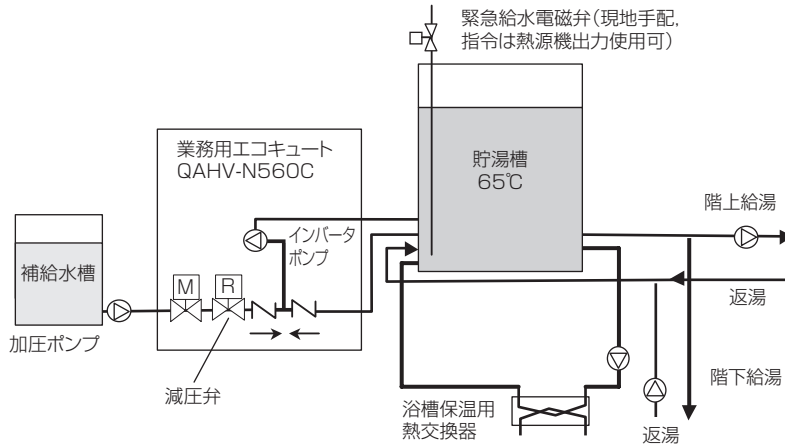 緊急給水電磁弁(現地手配,
指令は熱源機出力使用可)
業務用エコキュート
QAHV-N560C
貯湯槽
65℃
階上給湯
インバータ
ポンプ
補給水槽
M
R
返湯
加圧ポンプ
減圧弁
階下給湯
浴槽保温用
熱交換器
返湯